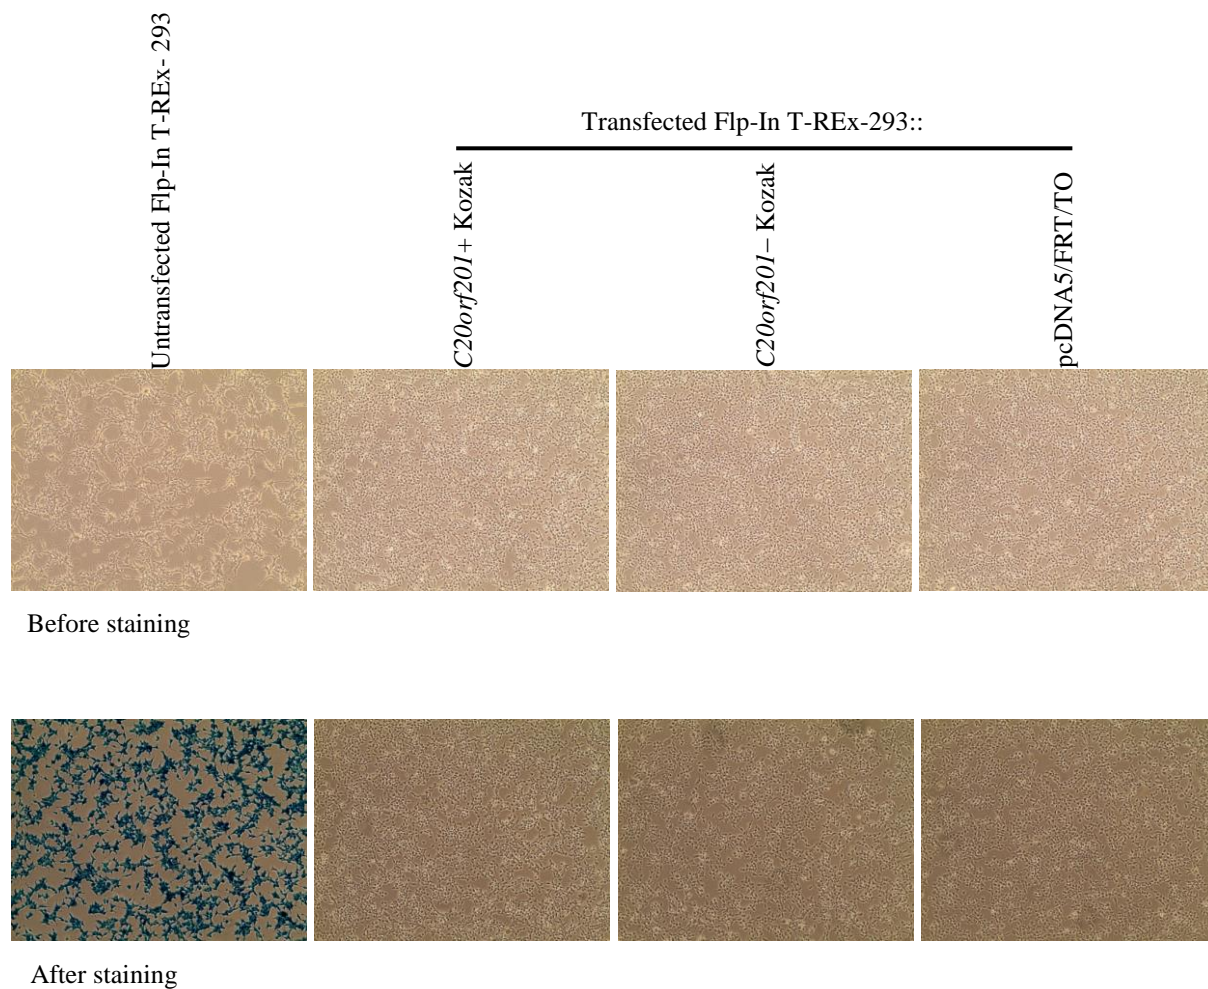 Untransfected Flp-In T-REx- 293
Transfected Flp-In T-REx-293::
C20orf201+ Kozak
C20orf201– Kozak
pcDNA5/FRT/TO
Before staining
After staining